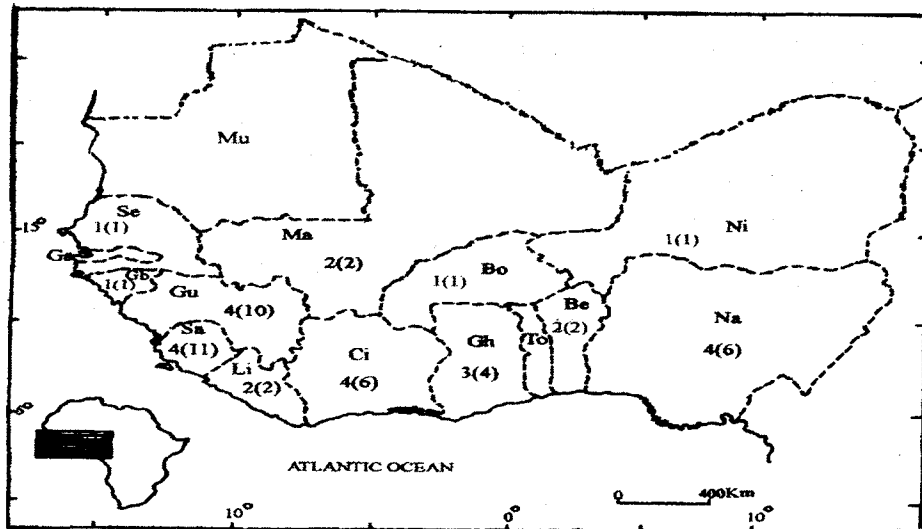 Mu
Se
1(1)
15°
Ma
Ni
1(1)
Ga
2(2)
Bo
1(1)
Gb
1(1)
Gu
Be
2(2)
4(10)
Na
Sa
4(11)
Ci
Gh
To
4(6)
Li
2(2)
4(6)
3(4)
ATLANTIC OCEAN
0
400Km
10°
0°
10°